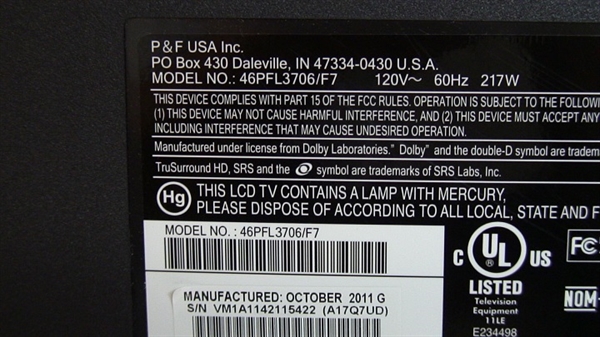 P & F USA Inc.
PO Box 430 Daleville, IN 47334-0430 U.S.A.
MODEL NO.: 46PFL3706/F7 120V~ 60Hz 217W
THIS DEVICE COMPLIES WITH PART 15 OF THE FCC RULES. OPERATION IS SUBJECT TO THE FOLLOWI
(1) THIS DEVICE MAY NOT CAUSE HARMFUL INTERFERENCE, AND (2) THIS DEVICE MUST ACCEPT ANY
INCLUDING INTERFERENCE THAT MAY CAUSE UNDESIRED OPERATION.
Manufactured under license from Dolby Laboratories." Dolby" and the double-D symbol are tradem
TruSurround HD, SRS and the symbol are trademarks of SRS Labs, Inc.
Hg THIS LCD TV CONTAINS A LAMP WITH MERCURY,
PLEASE DISPOSE OF ACCORDING TO ALL LOCAL, STATE AND F
MODEL NO. : 46PFL3706/F7
MANUFACTURED: OCTOBER 2011 G
S/N VM1A1142115422 (A17Q7UD)
C UL US
LISTED
Television
Equipment
11LE
E234498
FC
NOM